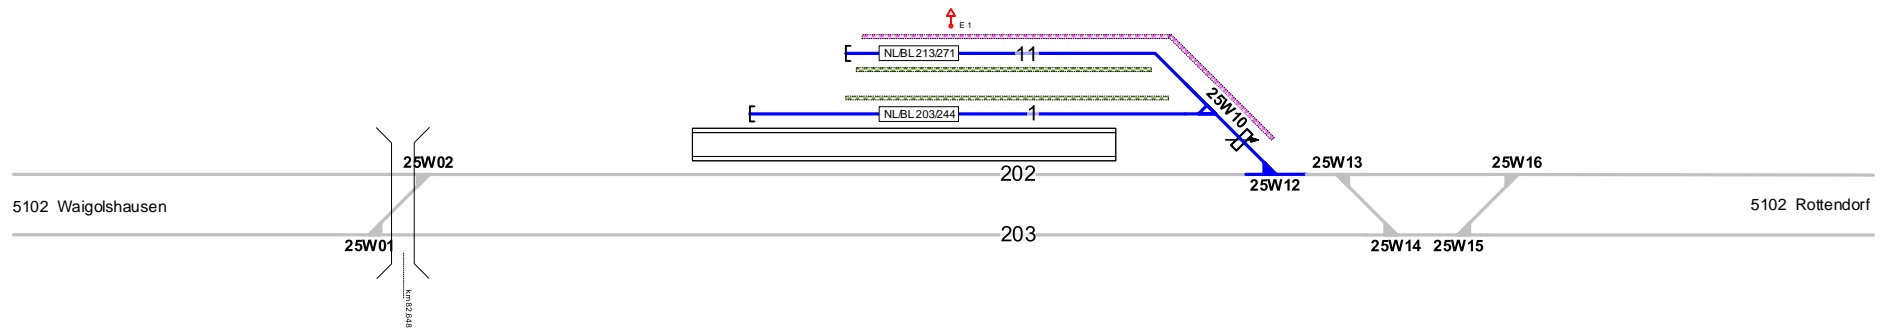 E 1
NL/BL 213/271
11
NL/BL 203/244
1
25W10
25W02
202
25W12
25W13
25W16
5102 Waigolshausen
5102 Rottendorf
25W01
203
25W14
25W15
km 82,648